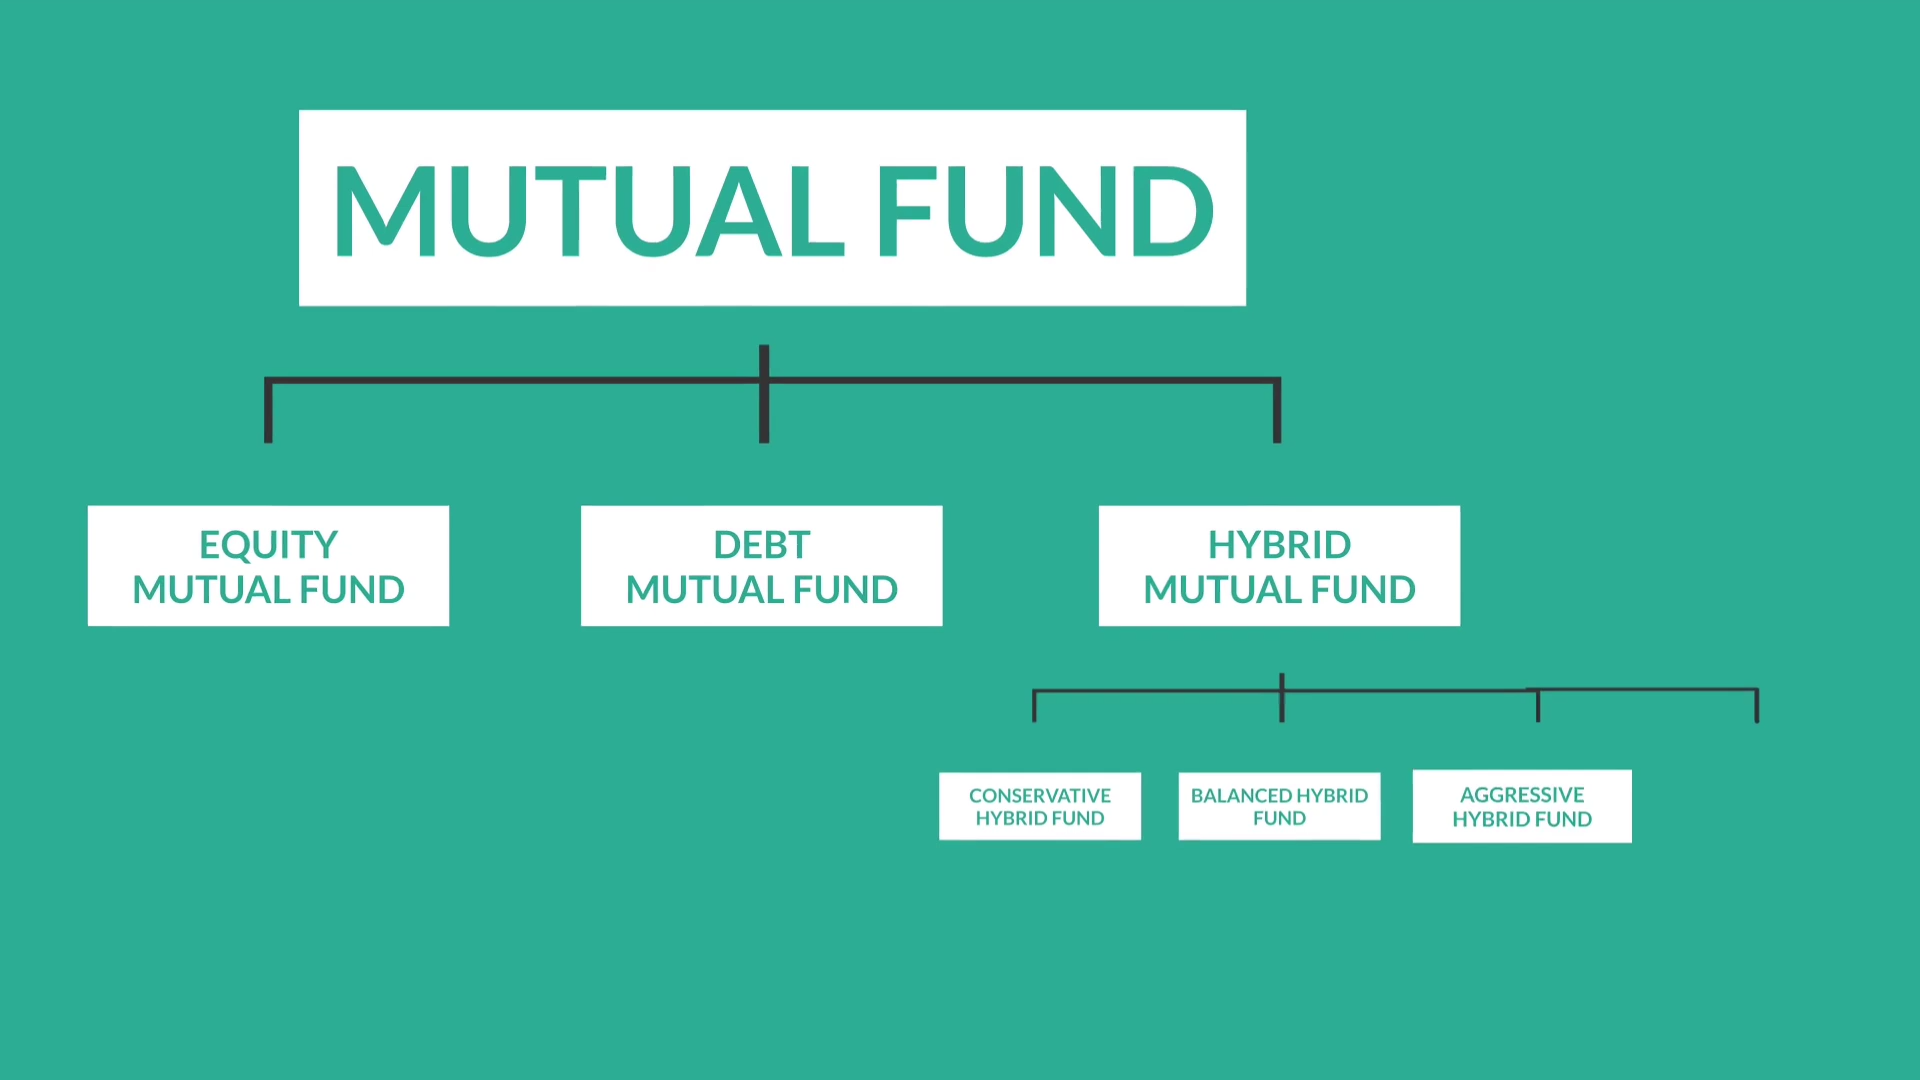 MUTUAL FUND
EQUITY
MUTUAL FUND
DEBT
MUTUAL FUND
HYBRID
MUTUAL FUND
CONSERVATIVE
HYBRID FUND
BALANCED HYBRID
FUND
AGGRESSIVE
HYBRID FUND